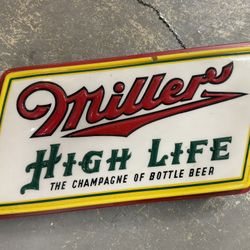 Miller
HIGH LIFE
THE CHAMPAGNE OF BOTTLE BEER